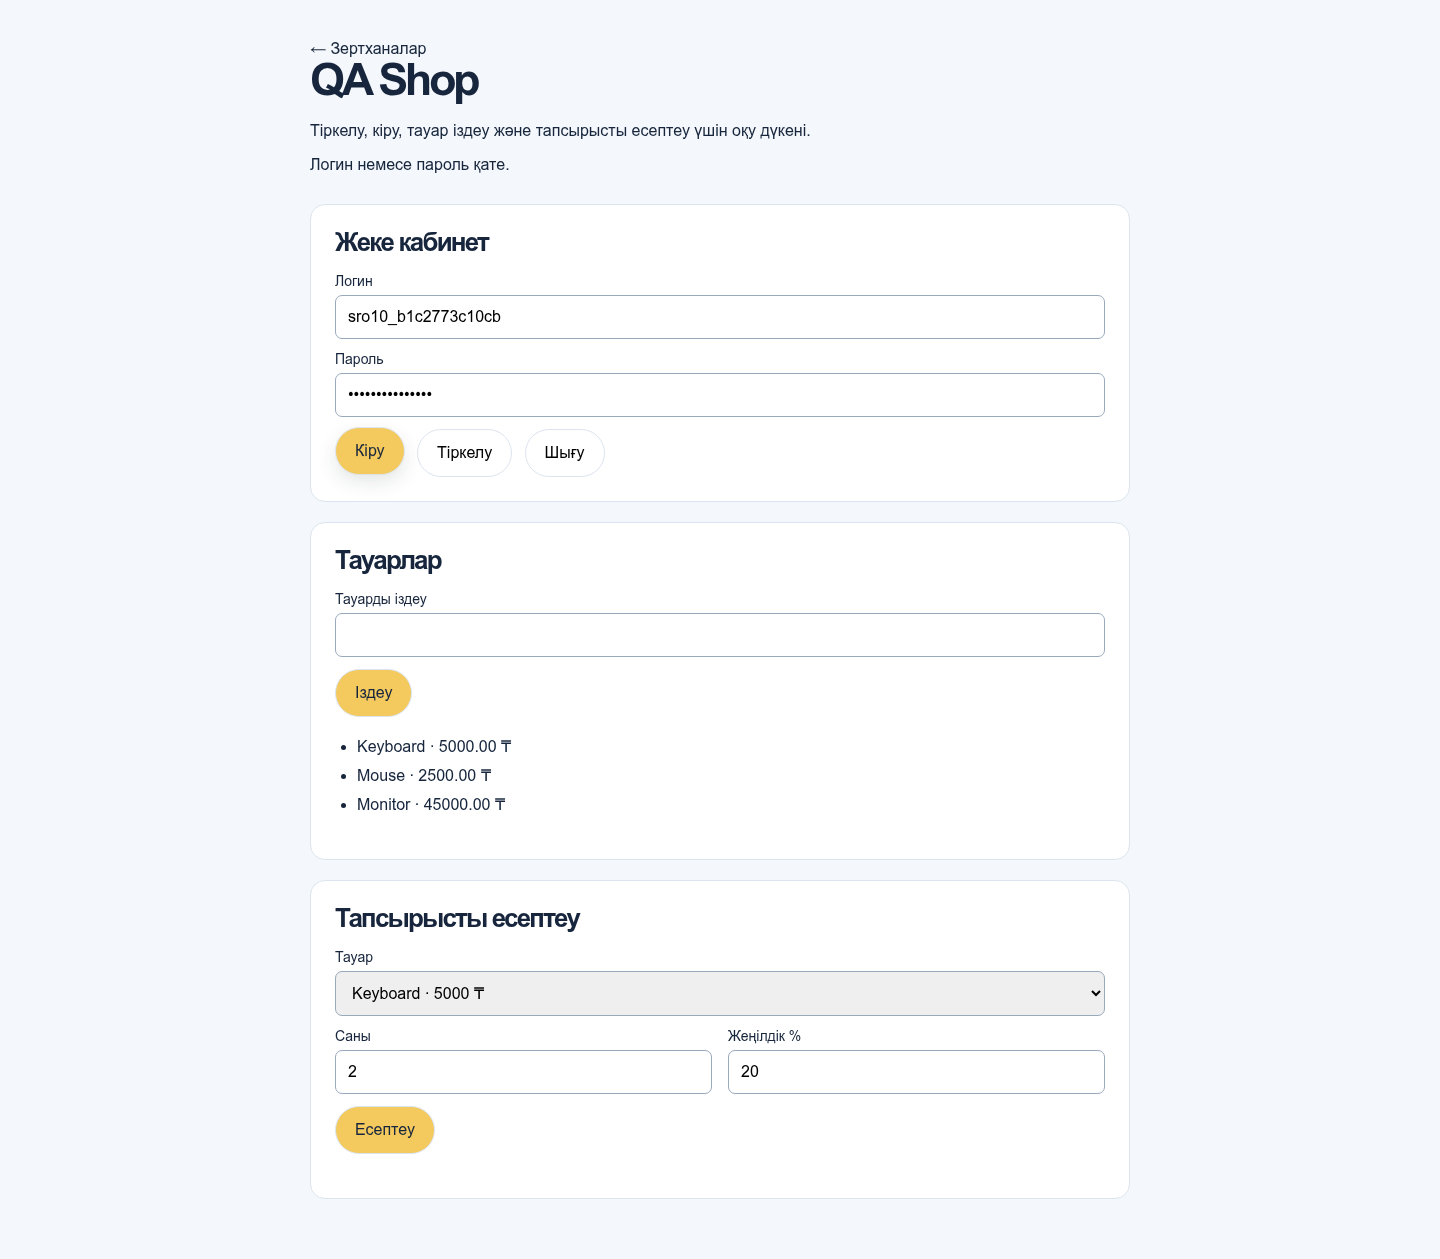 ← Зертханалар
QA Shop
Тіркелу, кіру, тауар іздеу және тапсырысты есептеу үшін оқу дүкені.
Логин немесе пароль қате.
Жеке кабинет
Логин
sro10_b1c2773c10cb
Пароль
•••••••••••••••
Кіру Тіркелу Шығу
Тауарлар
Тауарды іздеу
Іздеу
• Keyboard · 5000.00 ₸
• Mouse · 2500.00 ₸
• Monitor · 45000.00 ₸
Тапсырысты есептеу
Тауар
Keyboard · 5000 ₸
Саны Жеңілдік %
2 20
Есептеу